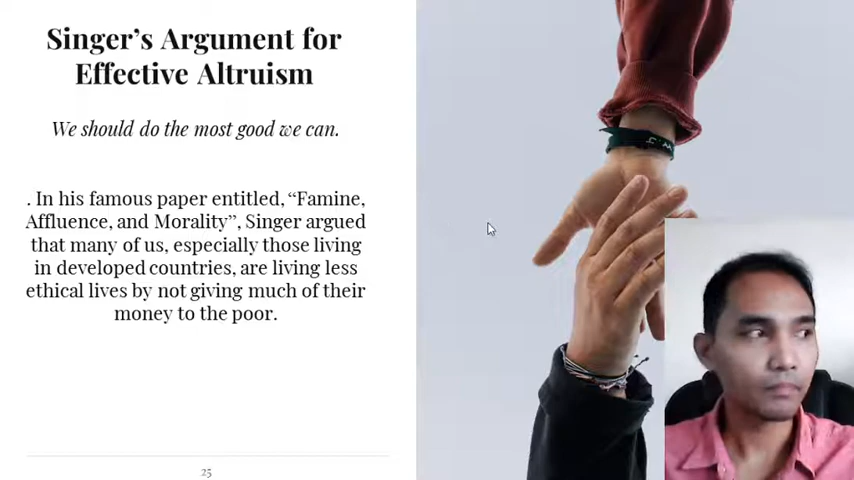 Singer’s Argument for
Effective Altruism
We should do the most good we can.
. In his famous paper entitled, “Famine,
Affluence, and Morality”, Singer argued
that many of us, especially those living
in developed countries, are living less
ethical lives by not giving much of their
money to the poor.
25